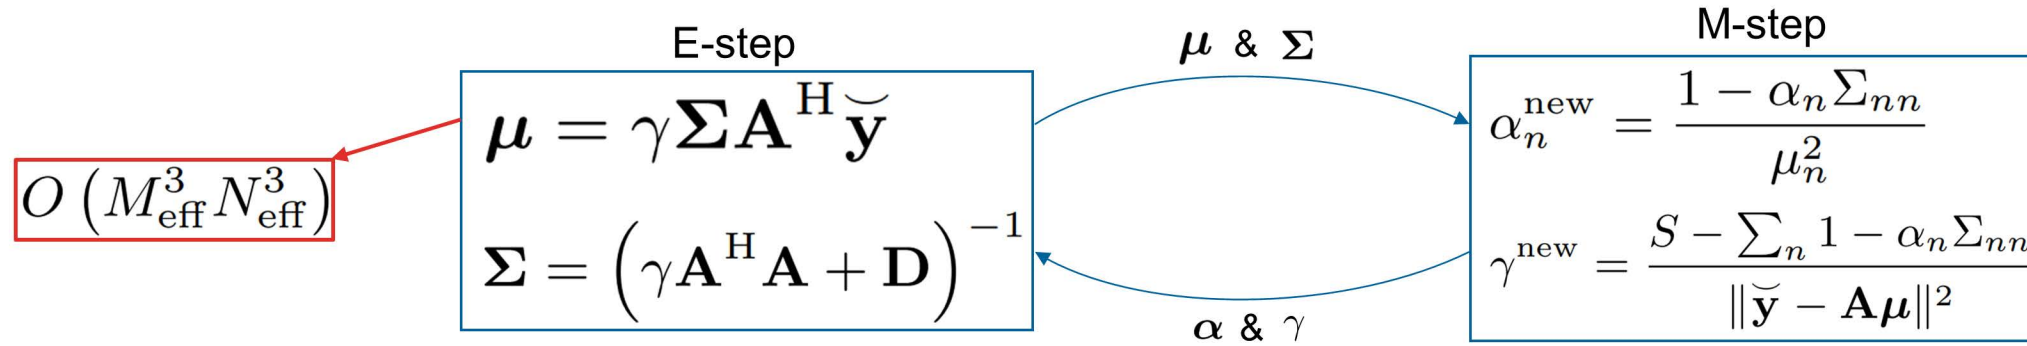 E-step
μ & Σ
M-step
O (M_eff^3 N_eff^3)
μ = γΣA^H y̆
Σ = (γA^H A + D)^−1
α_n^new = (1 − α_n Σ_nn) / μ_n^2
γ^new = (S − ∑_n 1 − α_n Σ_nn) / ‖y̆ − Aμ‖^2
α & γ